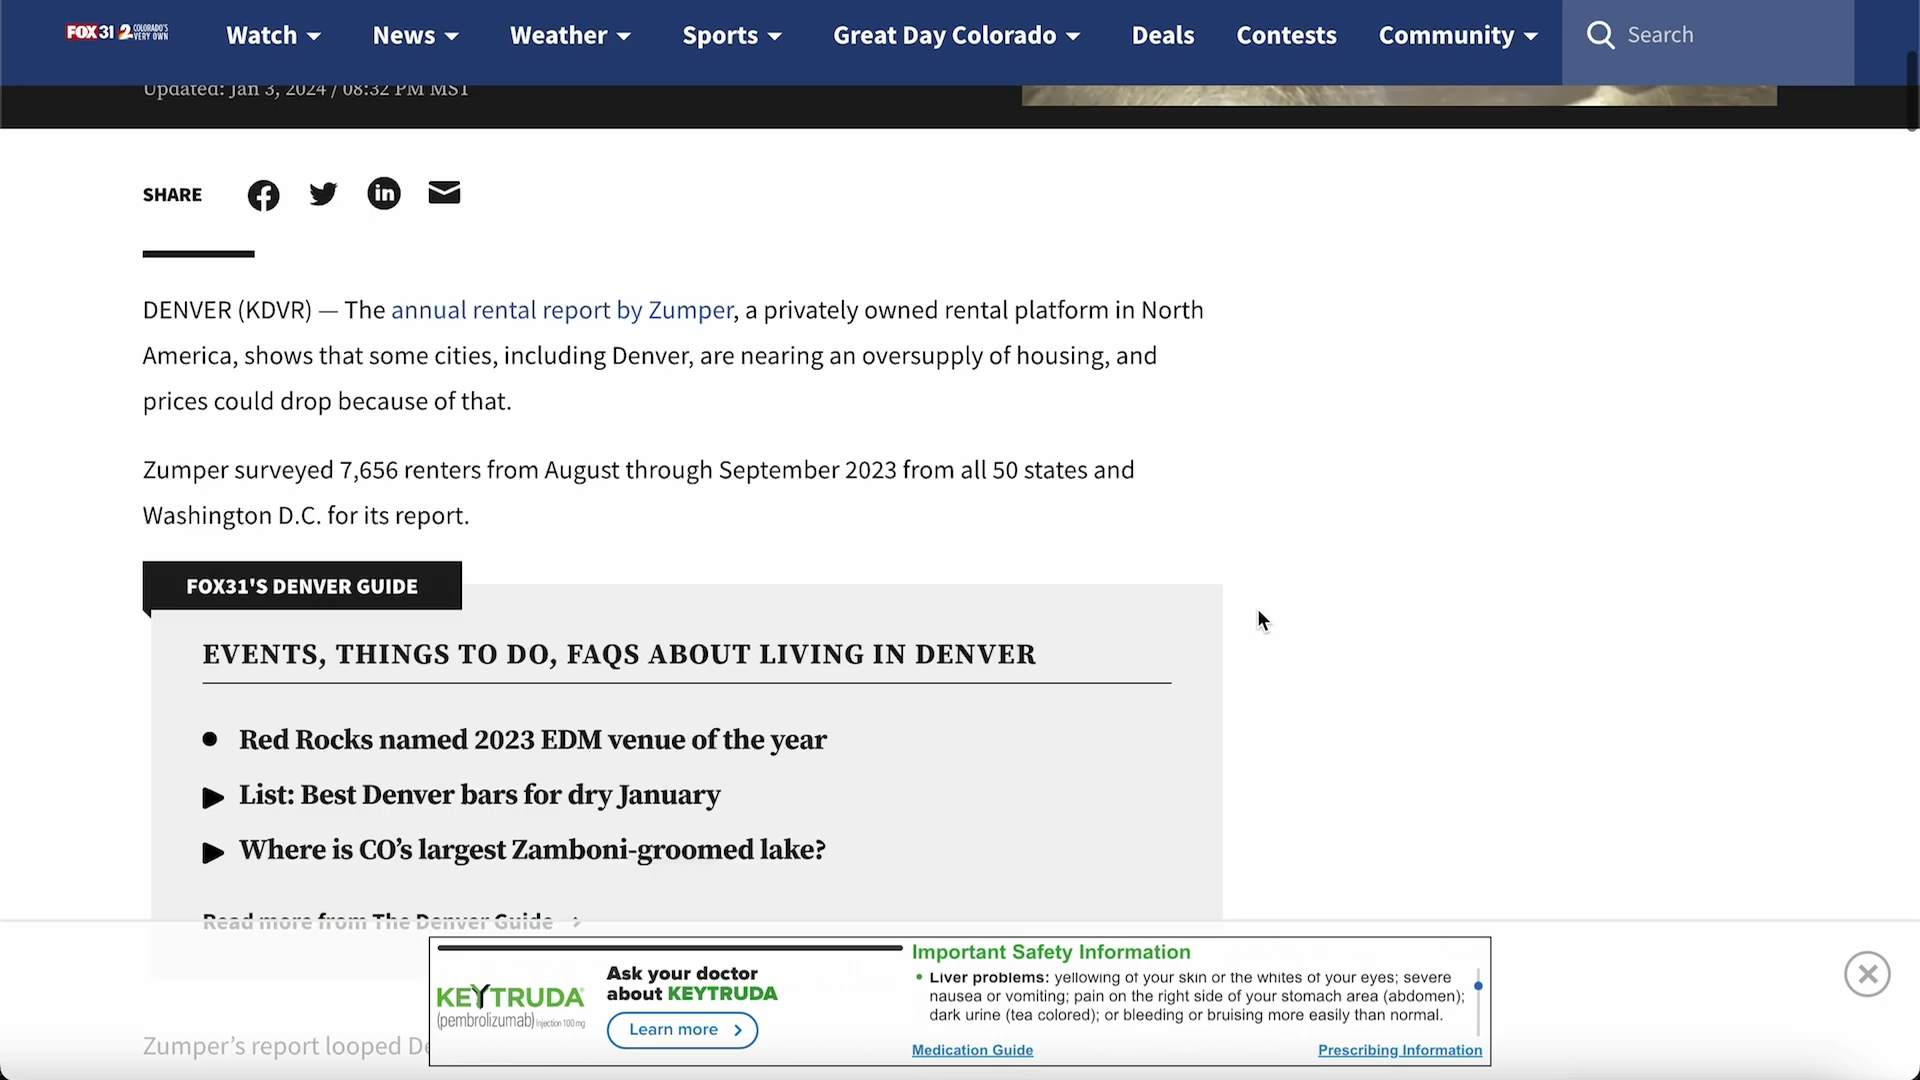 FOX31 2 COLORADO'S VERY OWN
Watch News Weather Sports Great Day Colorado Deals Contests Community Search
Updated: Jan 3, 2024 / 08:32 PM MST
SHARE
DENVER (KDVR) — The annual rental report by Zumper, a privately owned rental platform in North
America, shows that some cities, including Denver, are nearing an oversupply of housing, and
prices could drop because of that.
Zumper surveyed 7,656 renters from August through September 2023 from all 50 states and
Washington D.C. for its report.
FOX31'S DENVER GUIDE
EVENTS, THINGS TO DO, FAQS ABOUT LIVING IN DENVER
Red Rocks named 2023 EDM venue of the year
List: Best Denver bars for dry January
Where is CO’s largest Zamboni-groomed lake?
Read more from The Denver Guide
Zumper’s report looped De
KEYTRUDA
(pembrolizumab) Injection 100 mg
Ask your doctor
about KEYTRUDA
Learn more
Important Safety Information
• Liver problems: yellowing of your skin or the whites of your eyes; severe
nausea or vomiting; pain on the right side of your stomach area (abdomen);
dark urine (tea colored); or bleeding or bruising more easily than normal.
Medication Guide
Prescribing Information